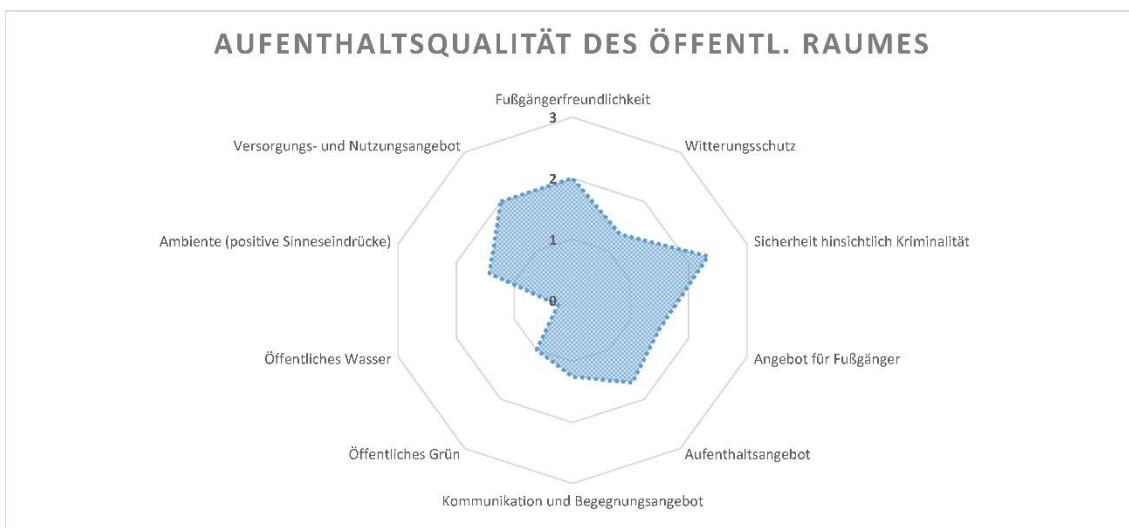 AUFENTHALTSQUALITÄT DES ÖFFENTL. RAUMES
Fußgängerfreundlichkeit
3
Versorgungs- und Nutzungsangebot
Witterungsschutz
2
Ambiente (positive Sinneseindrücke)
1
Sicherheit hinsichtlich Kriminalität
0
Öffentliches Wasser
Angebot für Fußgänger
Öffentliches Grün
Aufenthaltsangebot
Kommunikation und Begegnungsangebot